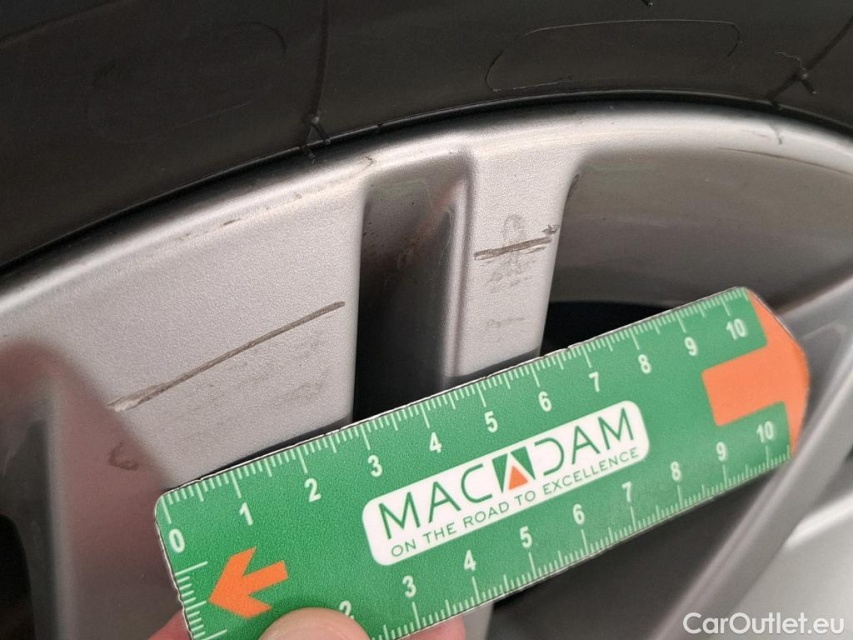 0 1 2 3 4 5 6 7 8 9 10
MACADAM
ON THE ROAD TO EXCELLENCE
2 3 4 5 6 7 8 9 10
CarOutlet.eu